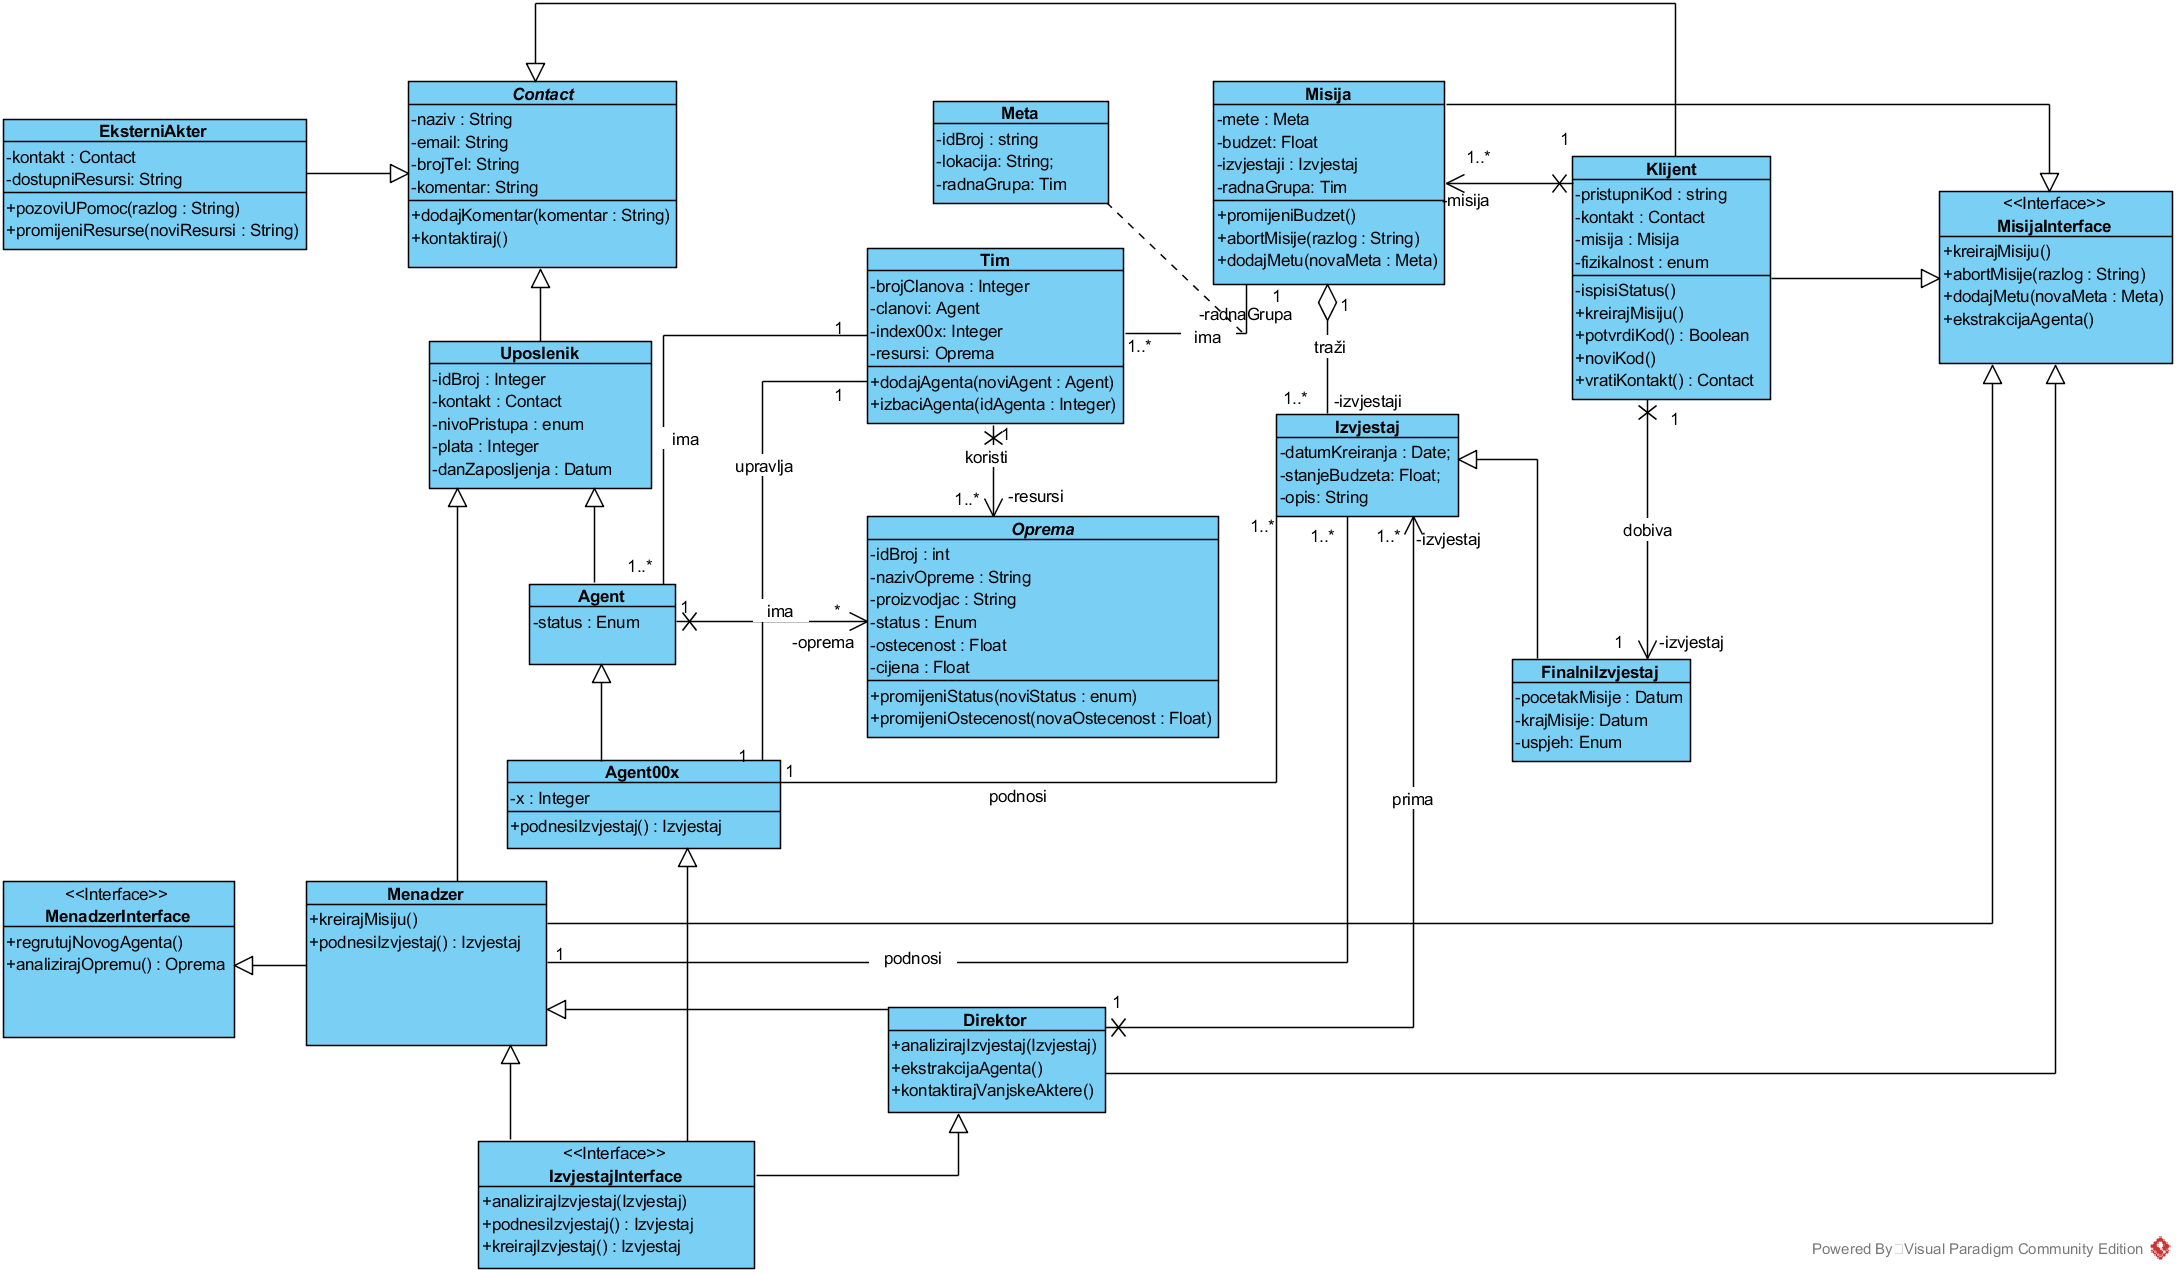 Contact
-naziv : String
-email: String
-brojTel: String
-komentar: String
+dodajKomentar(komentar : String)
+kontaktiraj()
EksterniAkter
-kontakt : Contact
-dostupniResursi: String
+pozoviUPomoc(razlog : String)
+promijeniResurse(noviResursi : String)
Meta
-idBroj : string
-lokacija: String;
-radnaGrupa: Tim
Misija
-mete : Meta
-budzet: Float
-izvjestaji : Izvjestaj
-radnaGrupa: Tim
+promijeniBudzet()
+abortMisije(razlog : String)
+dodajMetu(novaMeta : Meta)
1
1..*
-misija
Klijent
-pristupniKod : string
-kontakt : Contact
-misija : Misija
-fizikalnost : enum
+ispisiStatus()
+kreirajMisiju()
+potvrdiKod() : Boolean
+noviKod()
+vratiKontakt() : Contact
<<Interface>>
MisijaInterface
+kreirajMisiju()
+abortMisije(razlog : String)
+dodajMetu(novaMeta : Meta)
+ekstrakcijaAgenta()
Tim
-brojClanova : Integer
-clanovi: Agent
-index00x: Integer
-resursi: Oprema
+dodajAgenta(noviAgent : Agent)
+izbaciAgenta(idAgenta : Integer)
1
-radnaGrupa
ima
1..*
1
traži
1..*
-izvjestaji
Uposlenik
-idBroj : Integer
-kontakt : Contact
-nivoPristupa : enum
-plata : Integer
-danZaposljenja : Datum
1
ima
1..*
1
upravlja
1
1
koristi
1..*
-resursi
Izvjestaj
-datumKreiranja : Date;
-stanjeBudzeta: Float;
-opis: String
1..*
1..*
1..*
-izvjestaj
1
dobiva
1
-izvjestaj
Oprema
-idBroj : int
-nazivOpreme : String
-proizvodjac : String
-status : Enum
-ostecenost : Float
-cijena : Float
+promijeniStatus(noviStatus : enum)
+promijeniOstecenost(novaOstecenost : Float)
Agent
-status : Enum
1
ima
*
-oprema
FinalniIzvjestaj
-pocetakMisije : Datum
-krajMisije: Datum
-uspjeh: Enum
Agent00x
-x : Integer
+podnesiIzvjestaj() : Izvjestaj
1
podnosi
prima
<<Interface>>
MenadzerInterface
+regrutujNovogAgenta()
+analizirajOpremu() : Oprema
Menadzer
+kreirajMisiju()
+podnesiIzvjestaj() : Izvjestaj
1
podnosi
1
Direktor
+analizirajIzvjestaj(Izvjestaj)
+ekstrakcijaAgenta()
+kontaktirajVanjskeAktere()
<<Interface>>
IzvjestajInterface
+analizirajIzvjestaj(Izvjestaj)
+podnesiIzvjestaj() : Izvjestaj
+kreirajIzvjestaj() : Izvjestaj
Powered By Visual Paradigm Community Edition